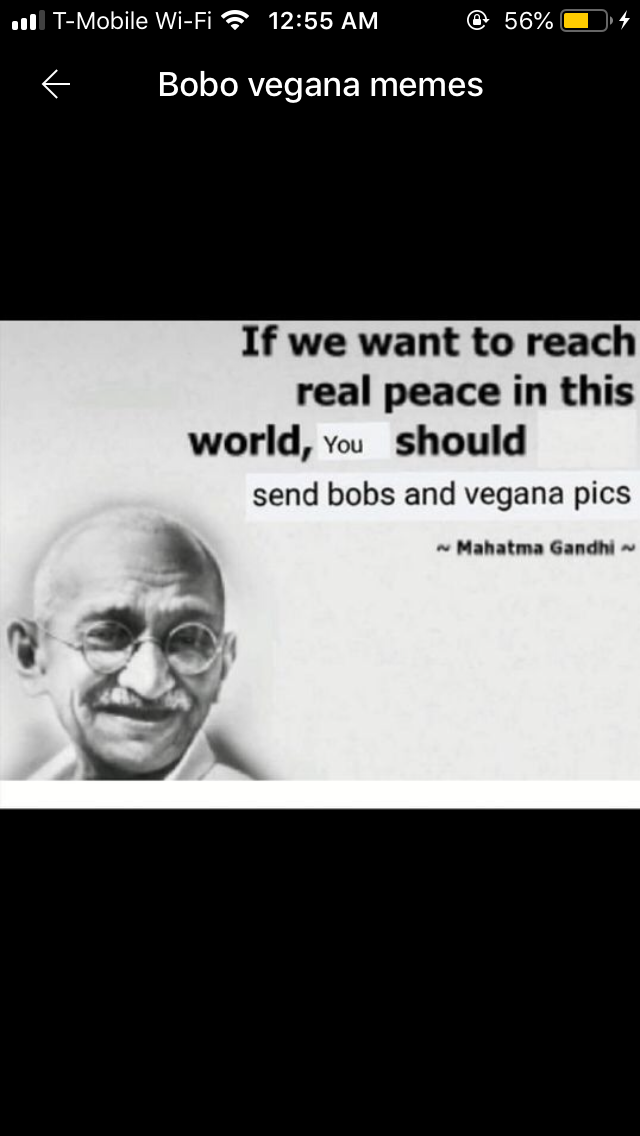 T-Mobile Wi-Fi 12:55 AM 56%
Bobo vegana memes
If we want to reach
real peace in this
world, You should
send bobs and vegana pics
~ Mahatma Gandhi ~